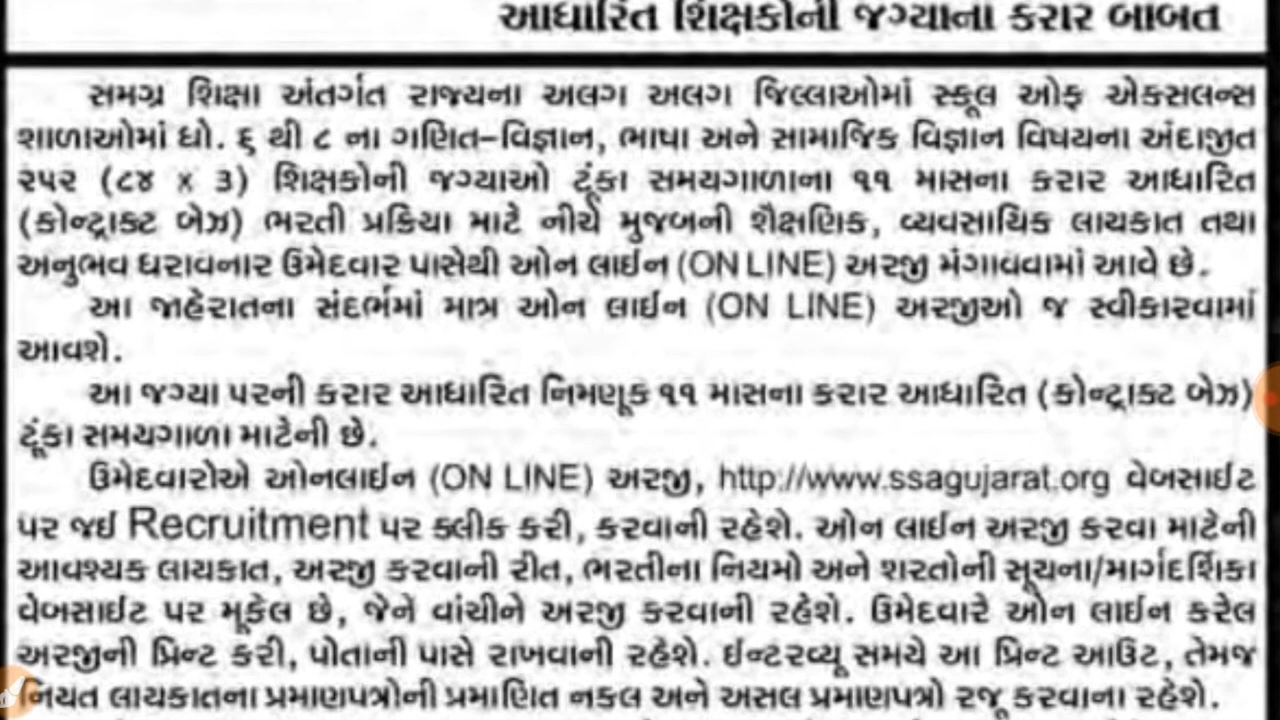 આધારિત શિક્ષકોની જગ્યાના કરાર બાબત
સમગ્ર શિક્ષા અંતર્ગત રાજ્યના અલગ અલગ જિલ્લાઓમાં સ્કૂલ ઓફ એક્સલન્સ
શાળાઓમાં ધો. ૬ થી ૮ ના ગણિત-વિજ્ઞાન, ભાષા અને સામાજિક વિજ્ઞાન વિષયના અંદાજીત
૨૫૨ (૮૪ x ૩) શિક્ષકોની જગ્યાઓ ટૂંકા સમયગાળાના ૧૧ માસના કરાર આધારિત
(કોન્ટ્રાક્ટ બેઝ) ભરતી પ્રક્રિયા માટે નીચે મુજબની શૈક્ષણિક, વ્યવસાયિક લાયકાત તથા
અનુભવ ધરાવનાર ઉમેદવાર પાસેથી ઓન લાઈન (ON LINE) અરજી મંગાવવામાં આવે છે.
આ જાહેરાતના સંદર્ભમાં માત્ર ઓન લાઈન (ON LINE) અરજીઓ જ સ્વીકારવામાં
આવશે.
આ જગ્યા પરની કરાર આધારિત નિમણૂક ૧૧ માસના કરાર આધારિત (કોન્ટ્રાક્ટ બેઝ)
ટૂંકા સમયગાળા માટેની છે.
ઉમેદવારોએ ઓનલાઈન (ON LINE) અરજી, http://www.ssagujarat.org વેબસાઈટ
પર જઈ Recruitment પર ક્લીક કરી, કરવાની રહેશે. ઓન લાઈન અરજી કરવા માટેની
આવશ્યક લાયકાત, અરજી કરવાની રીત, ભરતીના નિયમો અને શરતોની સૂચના/માર્ગદર્શિકા
વેબસાઈટ પર મૂકેલ છે, જેને વાંચીને અરજી કરવાની રહેશે. ઉમેદવારે ઓન લાઈન કરેલ
અરજીની પ્રિન્ટ કરી, પોતાની પાસે રાખવાની રહેશે. ઈન્ટરવ્યૂ સમયે આ પ્રિન્ટ આઉટ, તેમજ
નિયત લાયકાતના પ્રમાણપત્રોની પ્રમાણિત નકલ અને અસલ પ્રમાણપત્રો રજૂ કરવાના રહેશે.